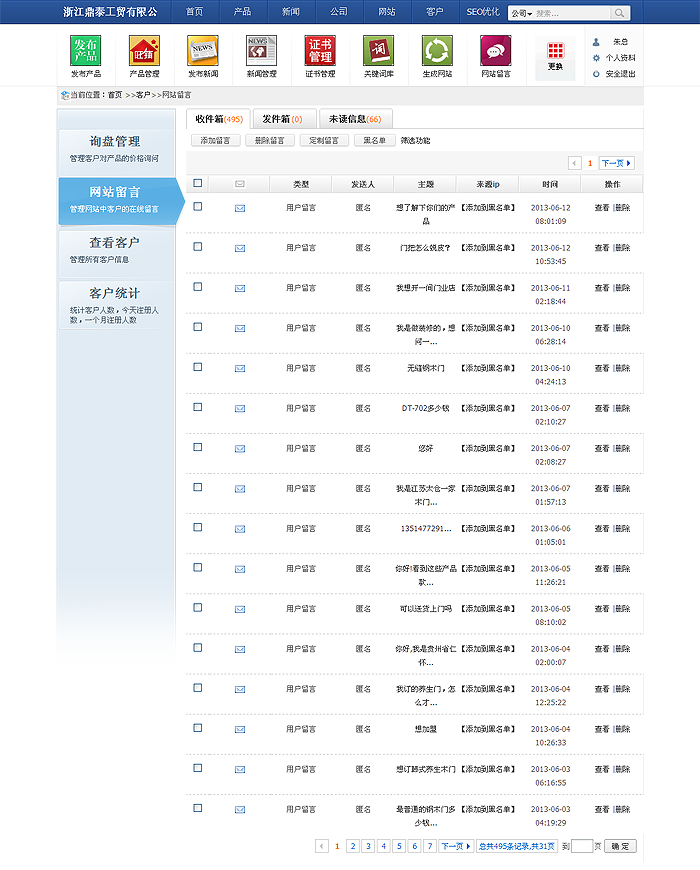 浙江鼎泰工贸有限公 首页 产品 新闻 公司 网站 客户 SEO优化 公司 搜索...
发布产品 产品管理 发布新闻 新闻管理 证书管理 关键词库 生成网站 网站留言 更换
朱总
个人资料
安全退出
当前位置：首页 >>客户>>网站留言
询盘管理
管理客户对产品的价格询问
网站留言
管理网站中客户的在线留言
查看客户
管理所有客户信息
客户统计
统计客户人数，今天注册人
数，一个月注册人数
收件箱(495) 发件箱(0) 未读信息(66)
添加留言 删除留言 定制留言 黑名单 筛选功能
1 下一页
类型 发送人 主题 来源ip 时间 操作
用户留言 匿名 想了解下你们的产 【添加到黑名单】 2013-06-12 查看 |删除
品 08:01:09
用户留言 匿名 门把怎么娆皮? 【添加到黑名单】 2013-06-12 查看 |删除
10:53:45
用户留言 匿名 我想开一间门业店 【添加到黑名单】 2013-06-11 查看 |删除
02:18:44
用户留言 匿名 我是做装修的，想 【添加到黑名单】 2013-06-10 查看 |删除
问一... 06:28:14
用户留言 匿名 无缝钢木门 【添加到黑名单】 2013-06-10 查看 |删除
04:24:13
用户留言 匿名 DT-702多少钱 【添加到黑名单】 2013-06-07 查看 |删除
02:10:27
用户留言 匿名 您好 【添加到黑名单】 2013-06-07 查看 |删除
02:08:27
用户留言 匿名 我是江苏太仓一家 【添加到黑名单】 2013-06-07 查看 |删除
木门... 01:57:13
用户留言 匿名 1351477291... 【添加到黑名单】 2013-06-06 查看 |删除
01:05:01
用户留言 匿名 你好!看到这些产品 【添加到黑名单】 2013-06-05 查看 |删除
款... 11:26:21
用户留言 匿名 可以送货上门吗 【添加到黑名单】 2013-06-05 查看 |删除
08:10:02
用户留言 匿名 你好,我是贵州省仁 【添加到黑名单】 2013-06-04 查看 |删除
怀... 02:00:07
用户留言 匿名 我订的养生门，怎 【添加到黑名单】 2013-06-04 查看 |删除
么才... 12:25:22
用户留言 匿名 想加盟 【添加到黑名单】 2013-06-04 查看 |删除
10:26:33
用户留言 匿名 想订韩式养生木门 【添加到黑名单】 2013-06-03 查看 |删除
06:16:55
用户留言 匿名 最普通的钢木门多 【添加到黑名单】 2013-06-03 查看 |删除
少钱... 04:19:29
1 2 3 4 5 6 7 下一页 总共495条记录,共31页 到 页 确 定